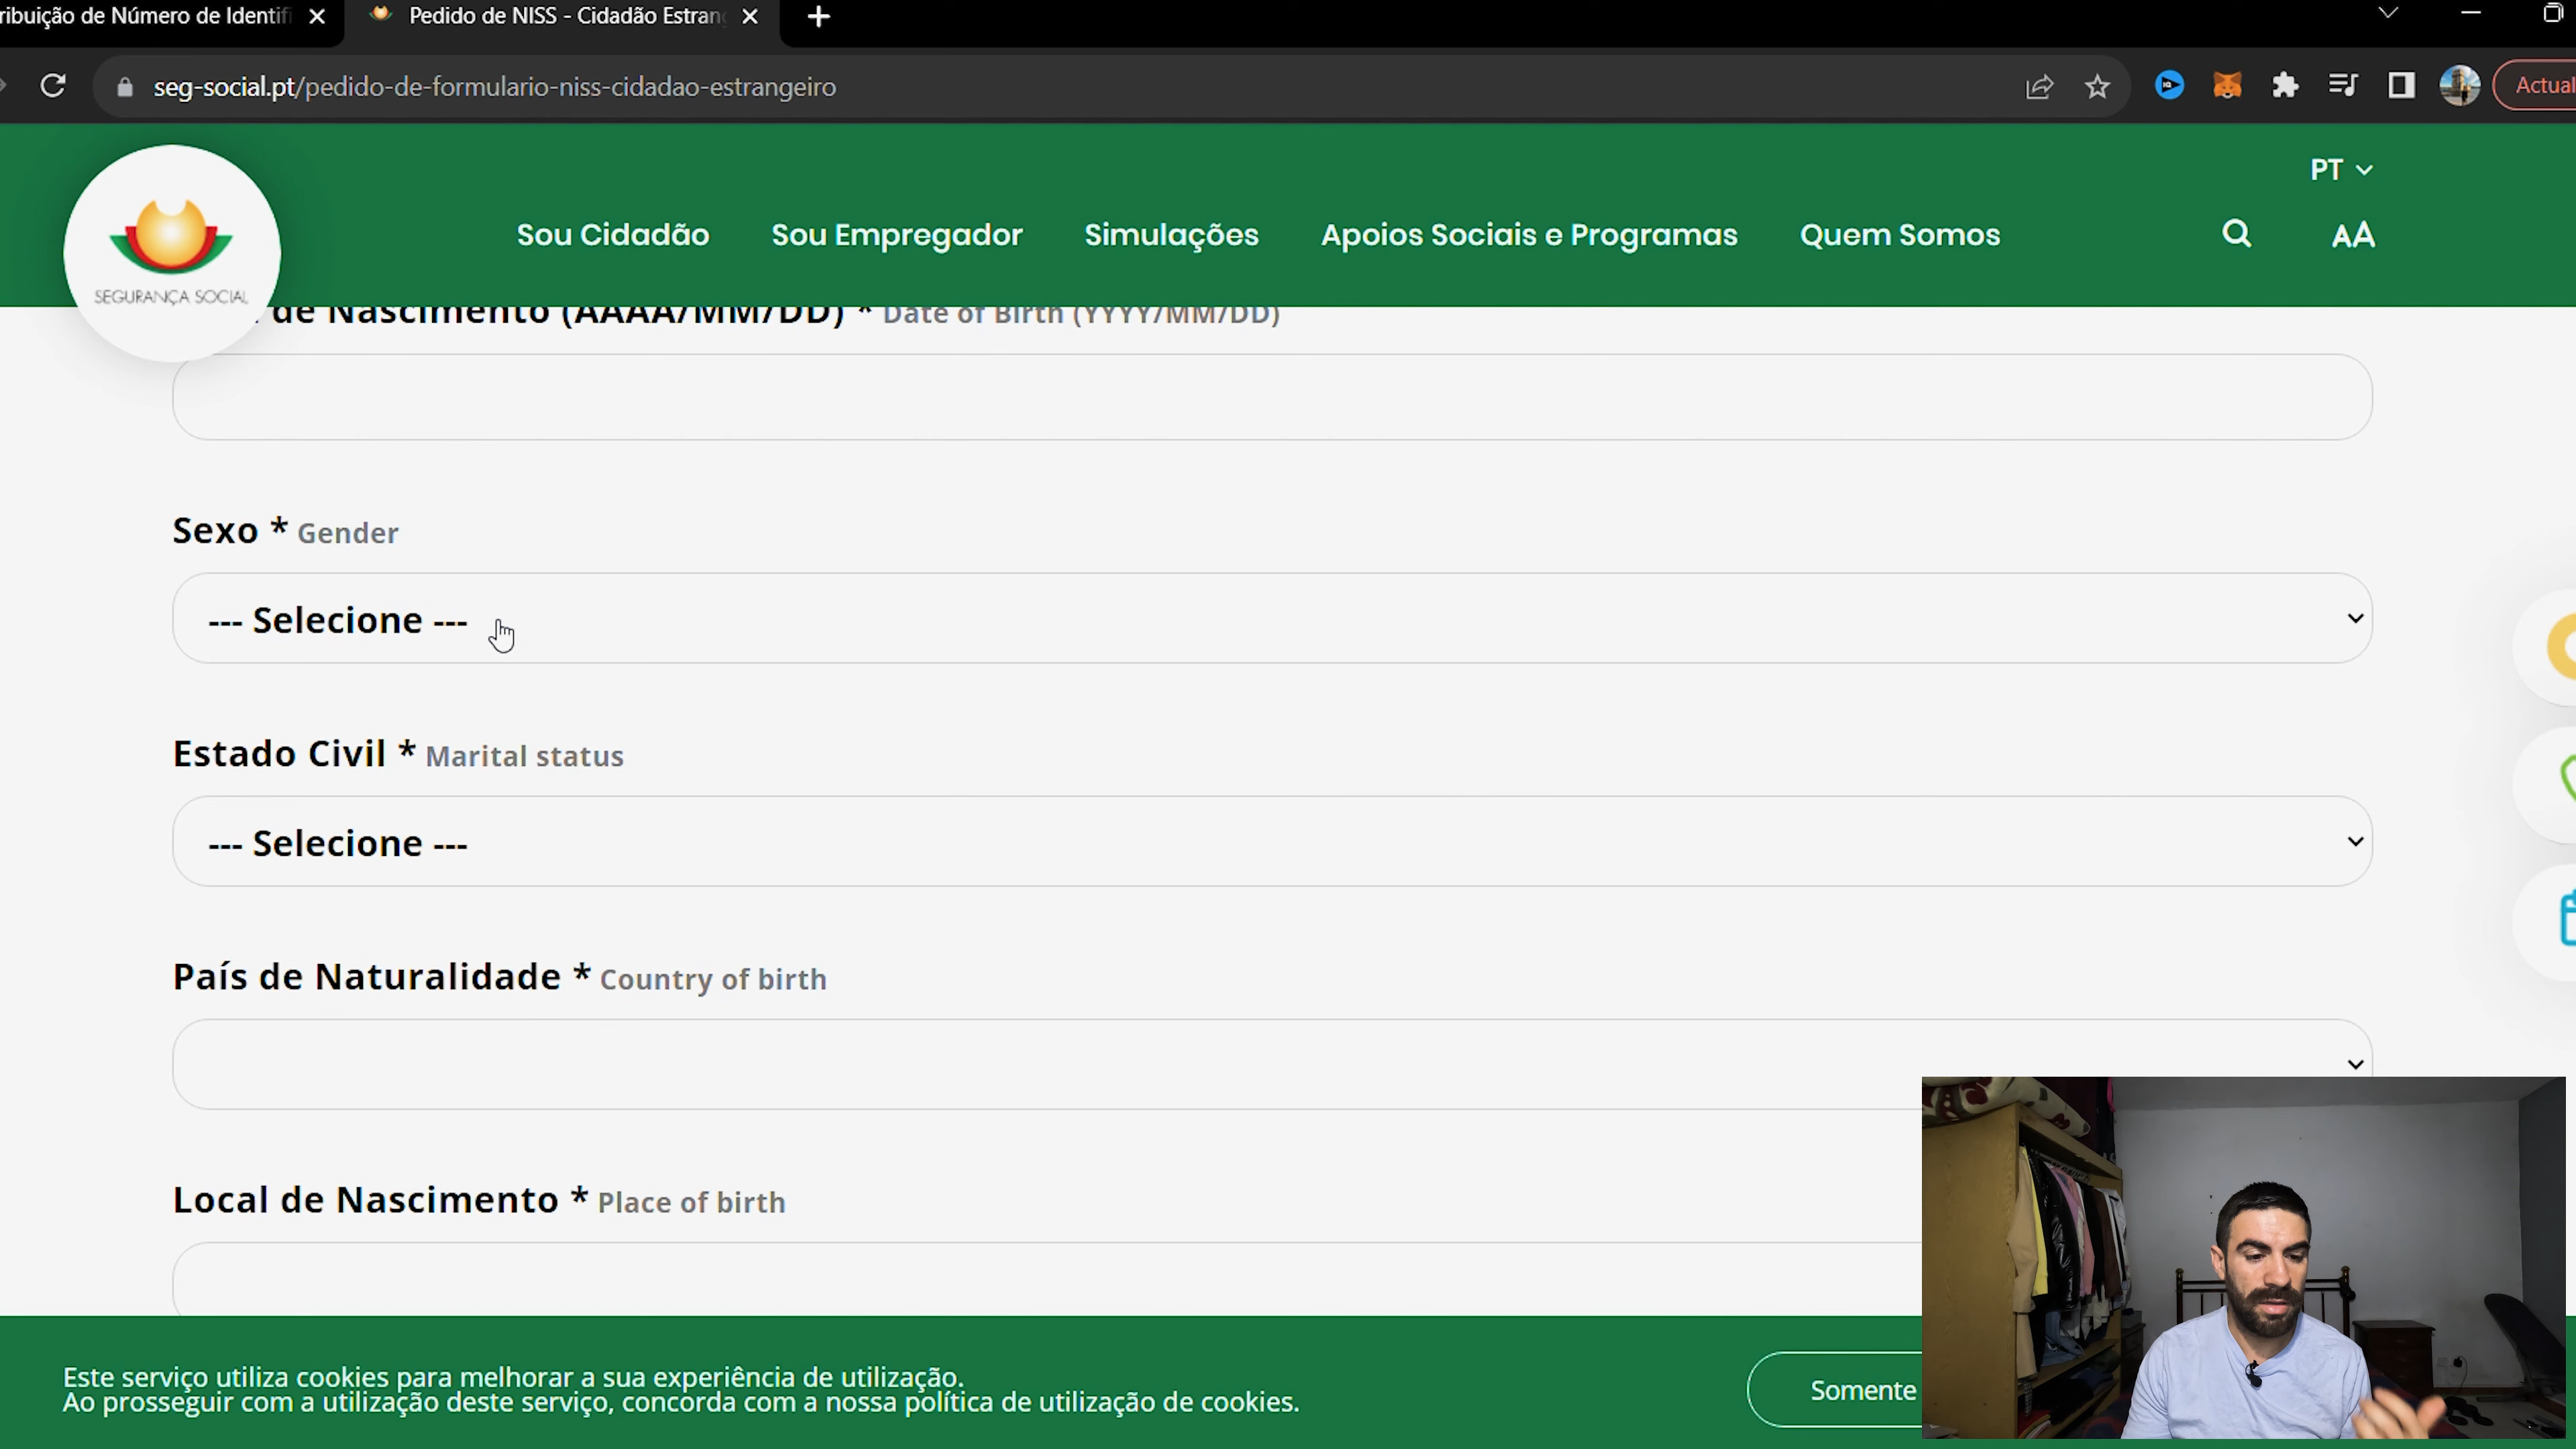 ribuição de Número de Identifi
Pedido de NISS - Cidadão Estran
seg-social.pt/pedido-de-formulario-niss-cidadao-estrangeiro
Actual
PT
Sou Cidadão Sou Empregador Simulações Apoios Sociais e Programas Quem Somos AA
SEGURANÇA SOCIAL
de Nascimento (AAAA/MM/DD) * Date of Birth (YYYY/MM/DD)
Sexo * Gender
--- Selecione ---
Estado Civil * Marital status
--- Selecione ---
País de Naturalidade * Country of birth
Local de Nascimento * Place of birth
Este serviço utiliza cookies para melhorar a sua experiência de utilização.
Ao prosseguir com a utilização deste serviço, concorda com a nossa política de utilização de cookies.
Somente